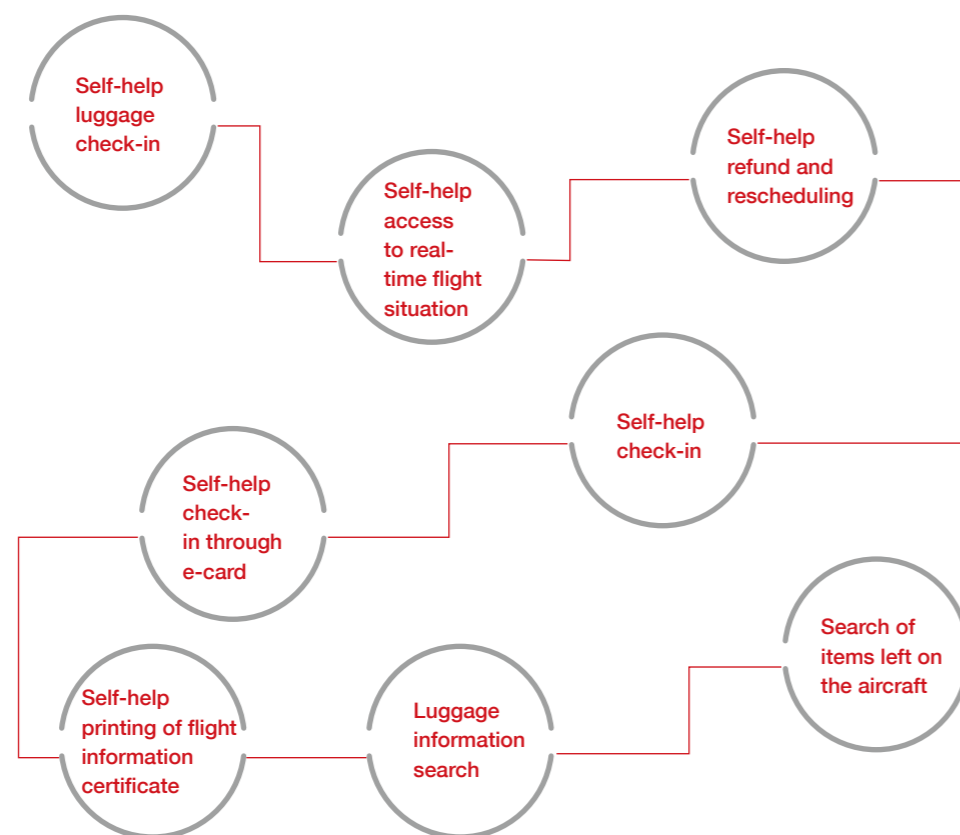 Self-help
luggage
check-in
Self-help
access
to real-
time flight
situation
Self-help
refund and
rescheduling
Self-help
check-in
Self-help
check-
in through
e-card
Self-help
printing of flight
information
certificate
Luggage
information
search
Search of
items left on
the aircraft